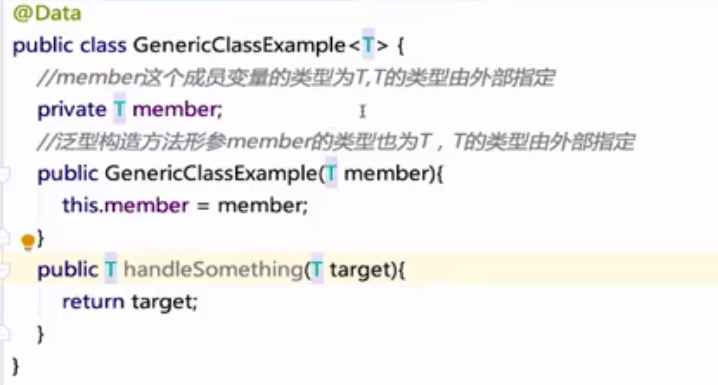 @Data
public class GenericClassExample<T> {
//member这个成员变量的类型为T,T的类型由外部指定
private T member;
//泛型构造方法形参member的类型也为T，T的类型由外部指定
public GenericClassExample(T member){
this.member = member;
}
public T handleSomething(T target){
return target;
}
}